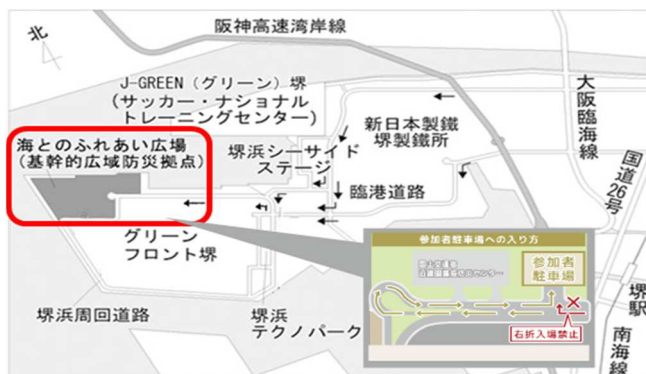 北
阪神高速湾岸線
J-GREEN(グリーン)堺
(サッカー・ナショナル
トレーニングセンター)
大阪臨海線
海とのふれあい広場
(基幹的広域防災拠点)
新日本製鐵
堺製鉄所
堺浜シーサイド
ステージ
国道26号
臨港道路
グリーン
フロント堺
参加者駐車場への入り方
参加者
駐車場
堺駅
右折入場禁止
堺浜周回道路
堺浜
テクノパーク
南海線